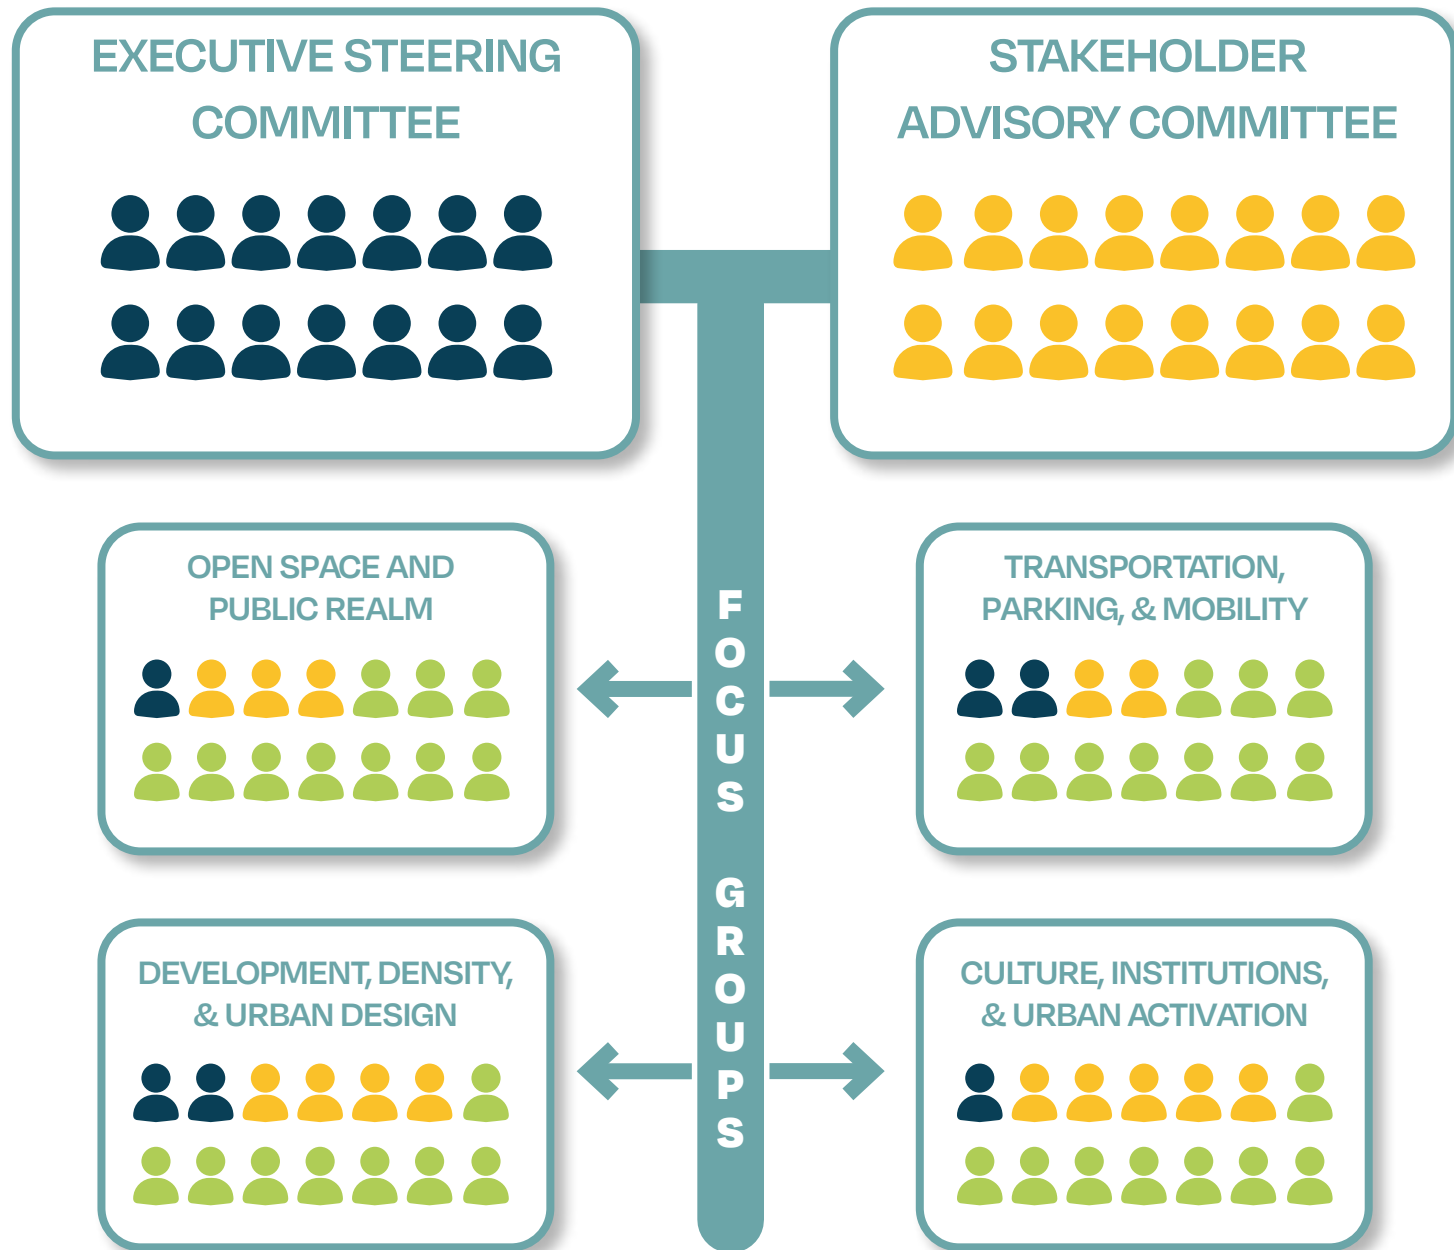 EXECUTIVE STEERING
COMMITTEE
STAKEHOLDER
ADVISORY COMMITTEE
FOCUS GROUPS
OPEN SPACE AND
PUBLIC REALM
TRANSPORTATION,
PARKING, & MOBILITY
DEVELOPMENT, DENSITY,
& URBAN DESIGN
CULTURE, INSTITUTIONS,
& URBAN ACTIVATION